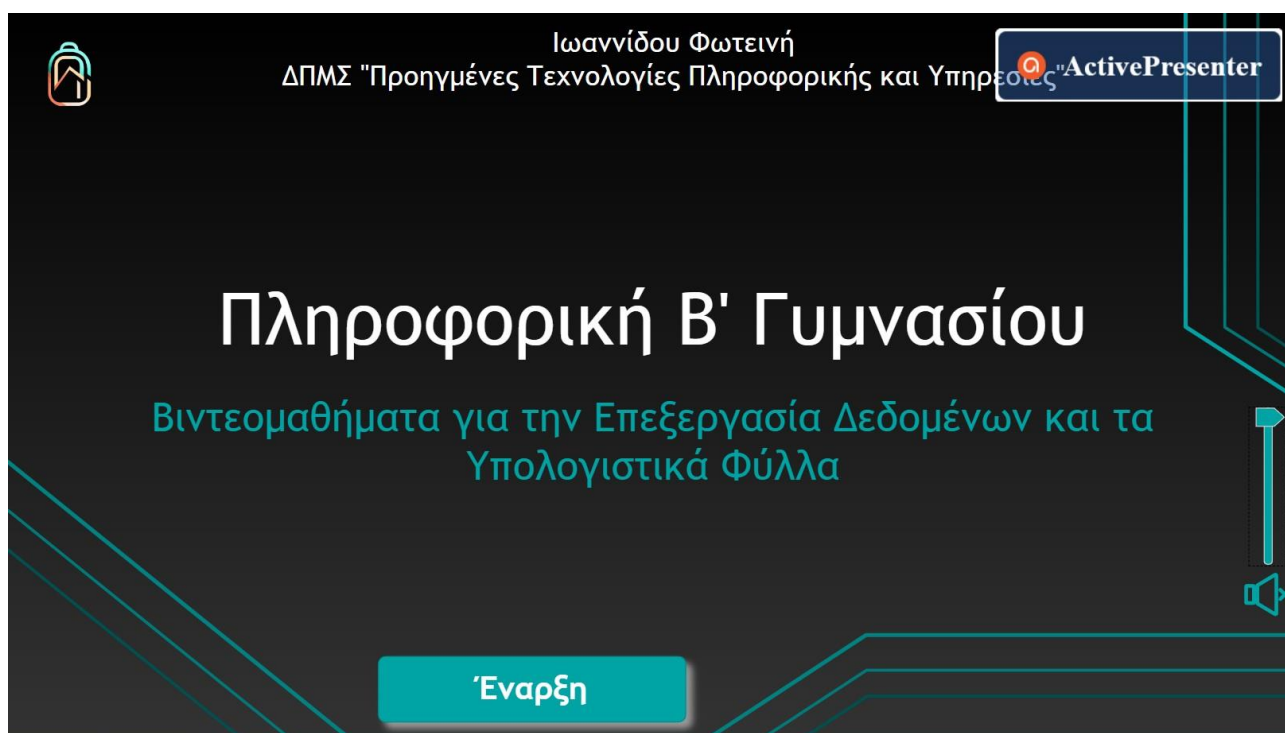 Ιωαννίδου Φωτεινή
ΔΠΜΣ "Προηγμένες Τεχνολογίες Πληροφορικής και Υπηρεσίες"
ActivePresenter
Πληροφορική Β' Γυμνασίου
Βιντεομαθήματα για την Επεξεργασία Δεδομένων και τα
Υπολογιστικά Φύλλα
Έναρξη